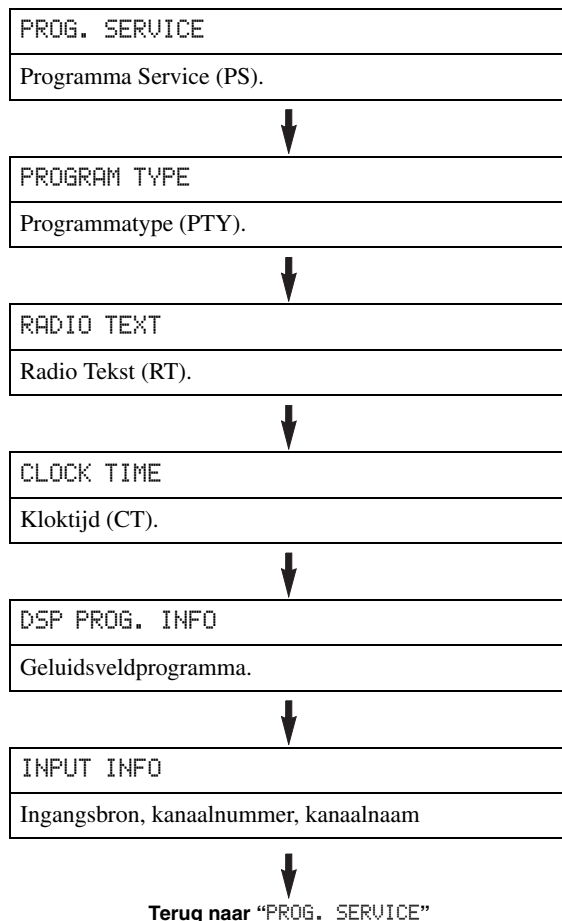 PROG. SERVICE
Programma Service (PS).
PROGRAM TYPE
Programmatype (PTY).
RADIO TEXT
Radio Tekst (RT).
CLOCK TIME
Kloktijd (CT).
DSP PROG. INFO
Geluidsveldprogramma.
INPUT INFO
Ingangsbron, kanaalnummer, kanaalnaam
Terug naar “PROG. SERVICE”